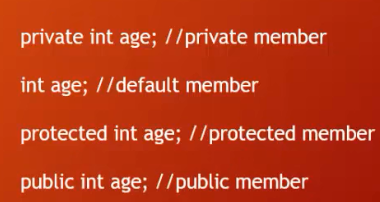 private int age; //private member
int age; //default member
protected int age; //protected member
public int age; //public member